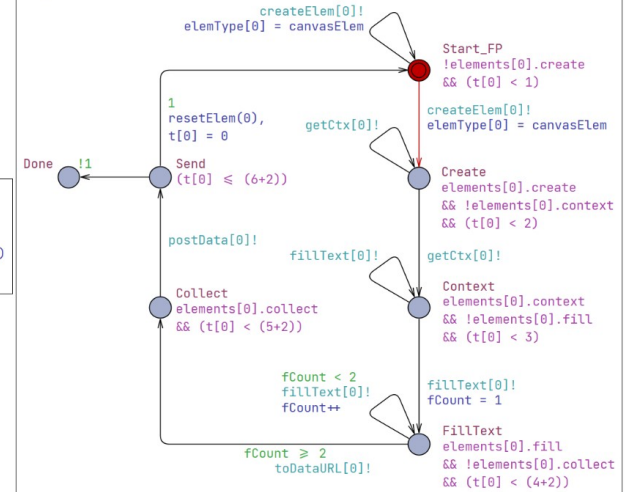 createElem[0]!
elemType[0] = canvasElem
Start_FP
!elements[0].create
&& (t[0] < 1)
createElem[0]!
elemType[0] = canvasElem
1
resetElem(0),
t[0] = 0
getCtx[0]!
Done
!1
Send
(t[0] ⩽ (6+2))
Create
elements[0].create
&& !elements[0].context
&& (t[0] < 2)
postData[0]!
fillText[0]!
getCtx[0]!
Collect
elements[0].collect
&& (t[0] < (5+2))
Context
elements[0].context
&& !elements[0].fill
&& (t[0] < 3)
fCount < 2
fillText[0]!
fCount++
fillText[0]!
fCount = 1
fCount ⩾ 2
toDataURL[0]!
FillText
elements[0].fill
&& !elements[0].collect
&& (t[0] < (4+2))